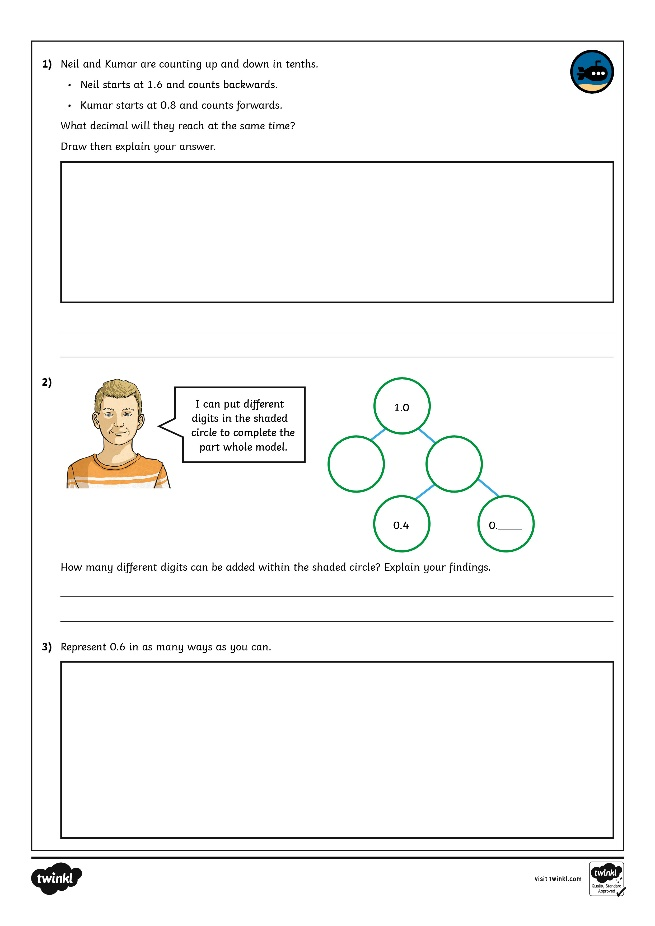 1) Neil and Kumar are counting up and down in tenths.
• Neil starts at 1.6 and counts backwards.
• Kumar starts at 0.8 and counts forwards.
What decimal will they reach at the same time?
Draw then explain your answer.
2)
I can put different
digits in the shaded
circle to complete the
part whole model.
1.0
0.4
0.____
How many different digits can be added within the shaded circle? Explain your findings.
3) Represent 0.6 in as many ways as you can.
twinkl
visit twinkl.com
twinkl
Quality Standard
Approved